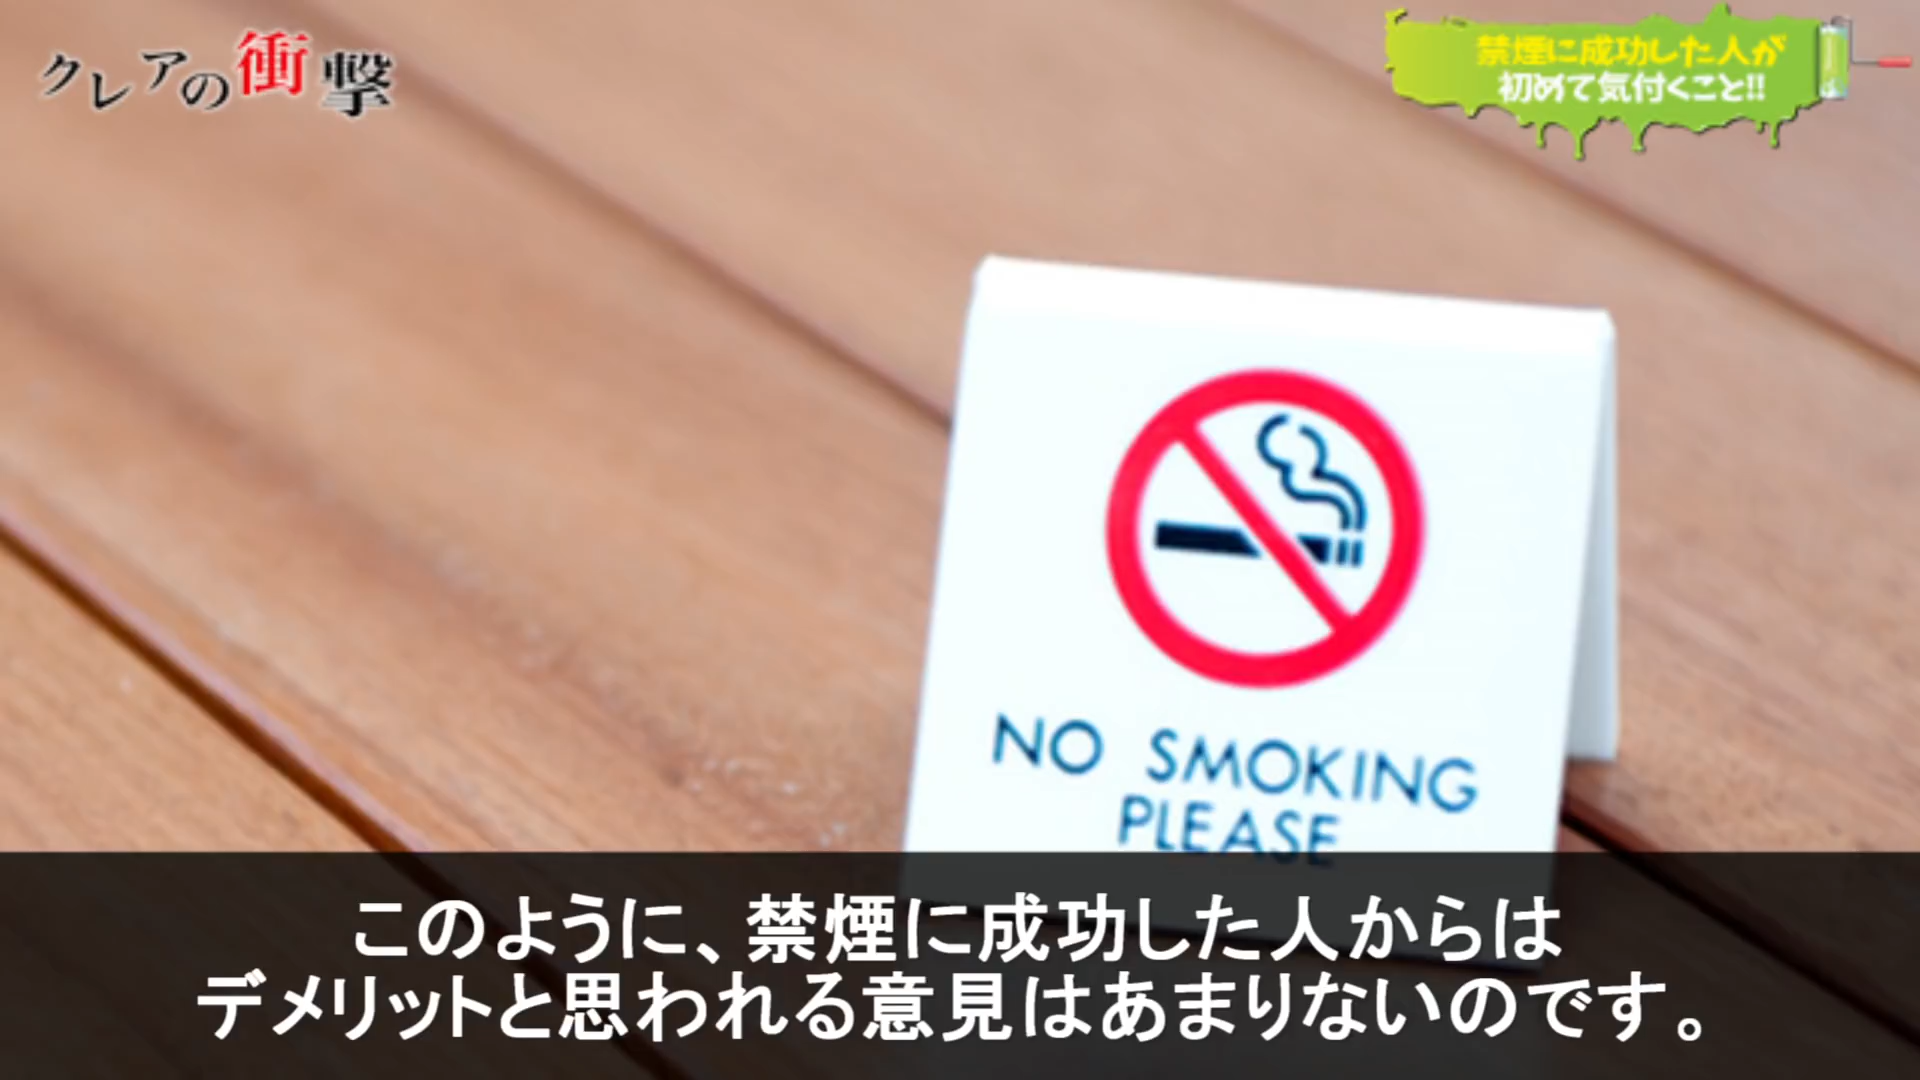 クレアの衝撃
禁煙に成功した人が
初めて気付くこと!!
NO SMOKING
PLEASE
このように、禁煙に成功した人からは
デメリットと思われる意見はあまりないのです。